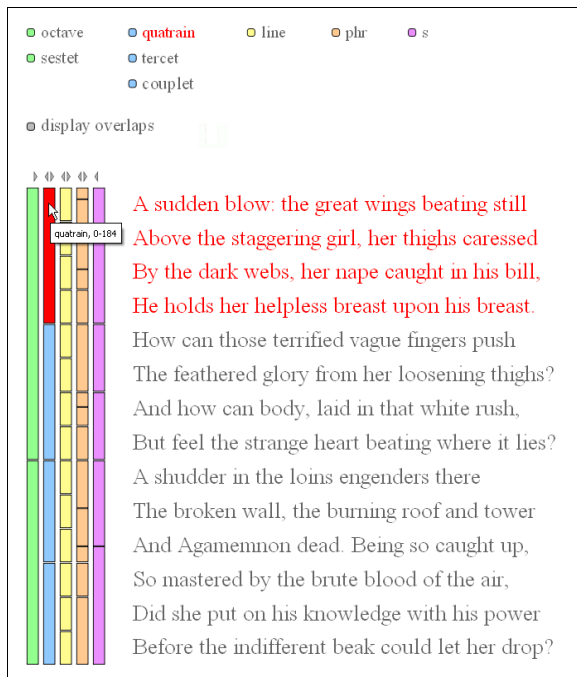 octave quatrain line phr s
sestet tercet
couplet
display overlaps
quatrain, 0-184
A sudden blow: the great wings beating still
Above the staggering girl, her thighs caressed
By the dark webs, her nape caught in his bill,
He holds her helpless breast upon his breast.
How can those terrified vague fingers push
The feathered glory from her loosening thighs?
And how can body, laid in that white rush,
But feel the strange heart beating where it lies?
A shudder in the loins engenders there
The broken wall, the burning roof and tower
And Agamemnon dead. Being so caught up,
So mastered by the brute blood of the air,
Did she put on his knowledge with his power
Before the indifferent beak could let her drop?